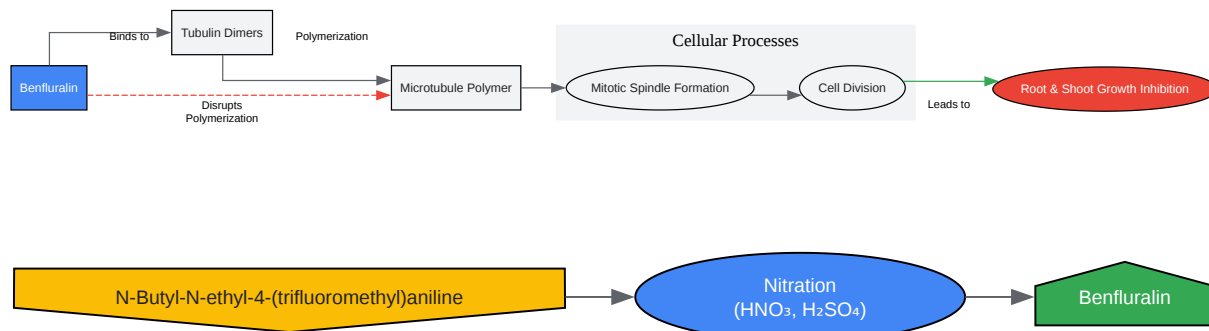 Cellular Processes
Tubulin Dimers
Binds to
Polymerization
Benfluralin
Microtubule Polymer
Mitotic Spindle Formation
Cell Division
Root & Shoot Growth Inhibition
Disrupts
Polymerization
Leads to
N-Butyl-N-ethyl-4-(trifluoromethyl)aniline
Nitration
(HNO₃, H₂SO₄)
Benfluralin